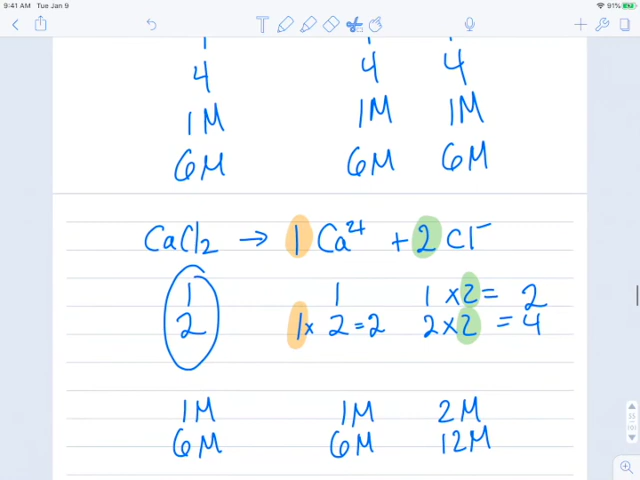 9:41 AM Tue Jan 9 91%
T
4 4 4
1M 1M 1M
6M 6M 6M
CaCl2 → 1 Ca2+ + 2 Cl-
1 1 1 x 2 = 2
2 1 x 2 = 2 2 x 2 = 4
1M 1M 2M
6M 6M 12M